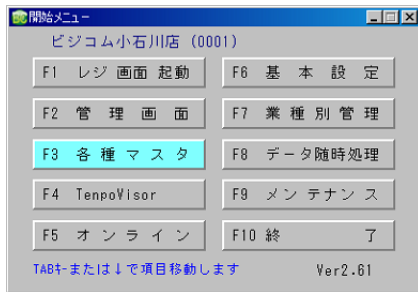 開始メニュー
ビジコム小石川店 (0001)
F1 レジ 画面 起動
F6 基 本 設 定
F2 管 理 画 面
F7 業 種 別 管 理
F3 各 種 マ ス タ
F8 データ随時処理
F4 TenpoVisor
F9 メンテナンス
F5 オ ン ラ イ ン
F10 終 了
TABキーまたは↓で項目移動します
Ver2.61